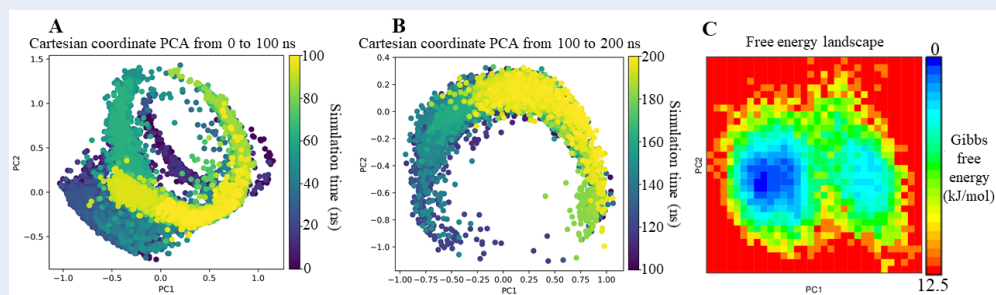 A
Cartesian coordinate PCA from 0 to 100 ns
1.5
1.0
0.5
0.0
-0.5
PC2
-1.0
-0.5
0.0
0.5
1.0
PC1
100
80
60
40
20
0
Simulation time (ns)
B
Cartesian coordinate PCA from 100 to 200 ns
0.4
0.2
0.0
-0.2
-0.4
-0.6
-0.8
-1.0
PC2
-1.00
-0.75
-0.50
-0.25
0.00
0.25
0.50
0.75
1.00
PC1
200
180
160
140
120
100
Simulation time (ns)
C
Free energy landscape
PC2
PC1
0
Gibbs
free
energy
(kJ/mol)
12.5